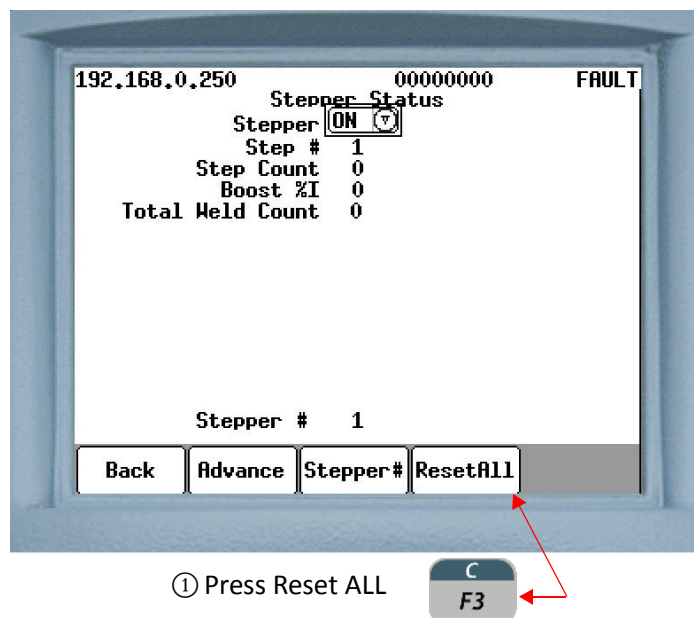 192.168.0.250 00000000 FAULT
Stepper Status
Stepper ON
Step # 1
Step Count 0
Boost %I 0
Total Weld Count 0
Stepper # 1
Back Advance Stepper# ResetAll
① Press Reset ALL
C
F3